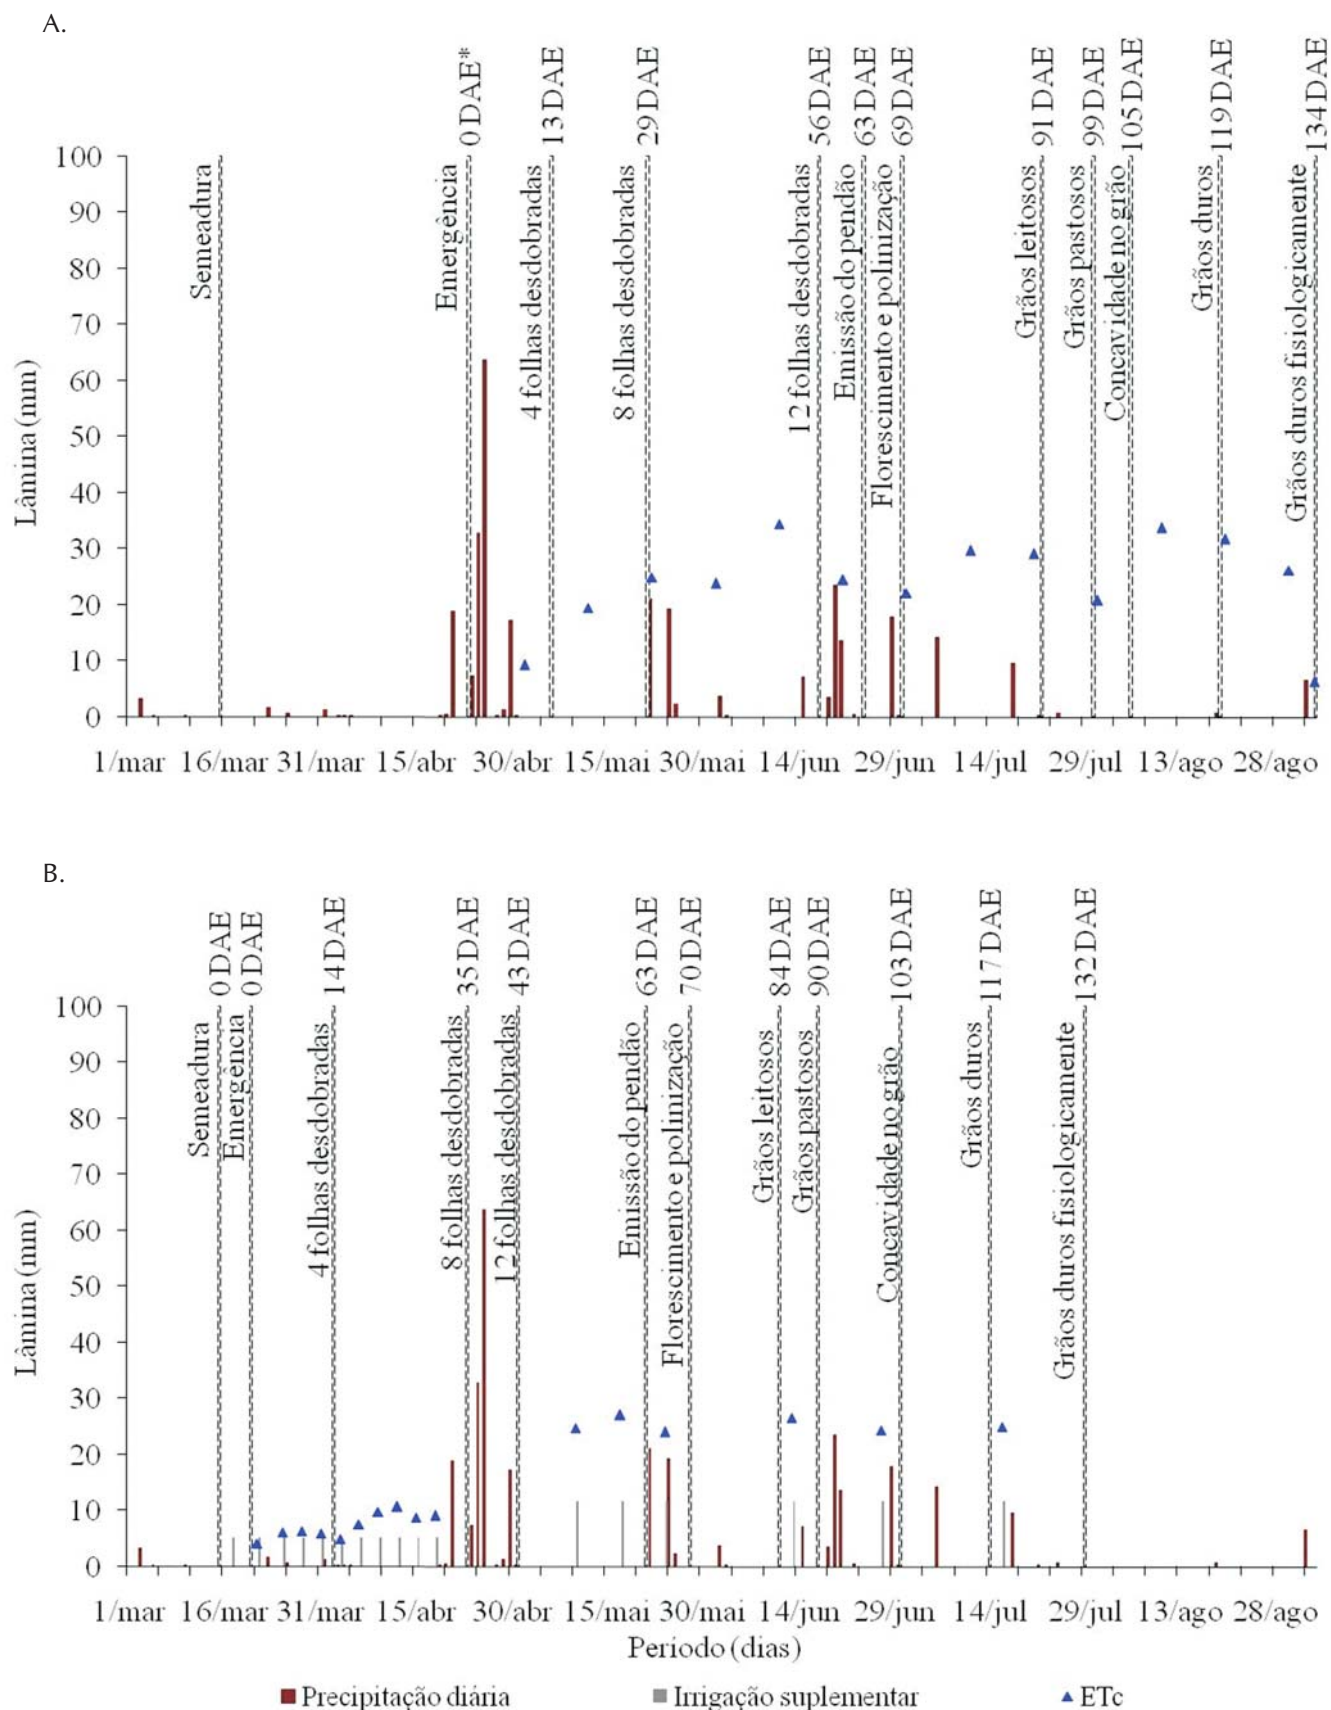 A.
0 DAE*
13 DAE
29 DAE
56 DAE
63 DAE
69 DAE
91 DAE
99 DAE
105 DAE
119 DAE
134 DAE
Semeadura
Emergência
4 folhas desdobradas
8 folhas desdobradas
12 folhas desdobradas
Emissão do pendão
Florescimento e polinização
Grãos leitosos
Grãos pastosos
Concavidade no grão
Grãos duros
Grãos duros fisiologicamente
Lâmina (mm)
100
90
80
70
60
50
40
30
20
10
0
1/mar 16/mar 31/mar 15/abr 30/abr 15/mai 30/mai 14/jun 29/jun 14/jul 29/jul 13/ago 28/ago
B.
0 DAE
0 DAE
14 DAE
35 DAE
43 DAE
63 DAE
70 DAE
84 DAE
90 DAE
103 DAE
117 DAE
132 DAE
Semeadura
Emergência
4 folhas desdobradas
8 folhas desdobradas
12 folhas desdobradas
Emissão do pendão
Florescimento e polinização
Grãos leitosos
Grãos pastosos
Concavidade no grão
Grãos duros
Grãos duros fisiologicamente
Lâmina (mm)
100
90
80
70
60
50
40
30
20
10
0
1/mar 16/mar 31/mar 15/abr 30/abr 15/mai 30/mai 14/jun 29/jun 14/jul 29/jul 13/ago 28/ago
Período (dias)
Precipitação diária Irrigação suplementar ETc